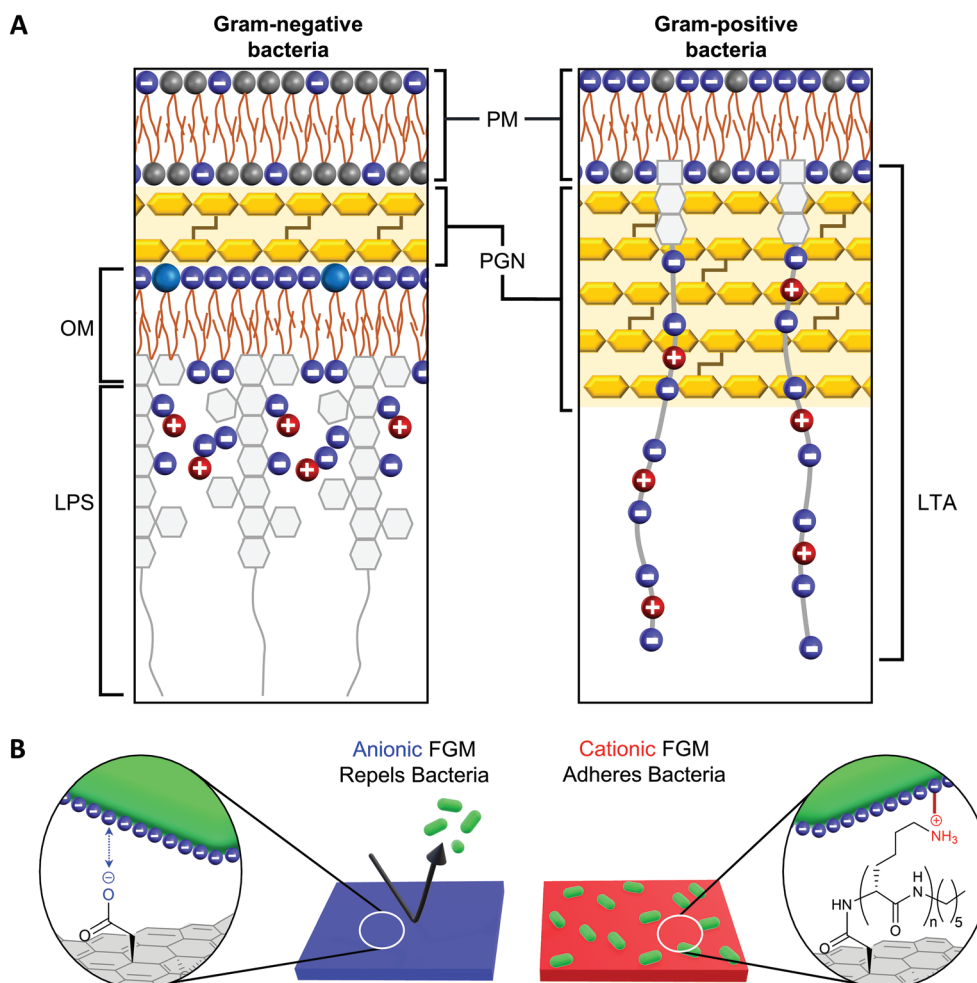 A
Gram-negative
bacteria
Gram-positive
bacteria
PM
PGN
OM
LPS
LTA
B
Anionic FGM
Repels Bacteria
Cationic FGM
Adheres Bacteria
⊖
O
O
⊕
NH₃
H
N
NH
O
n
5
O